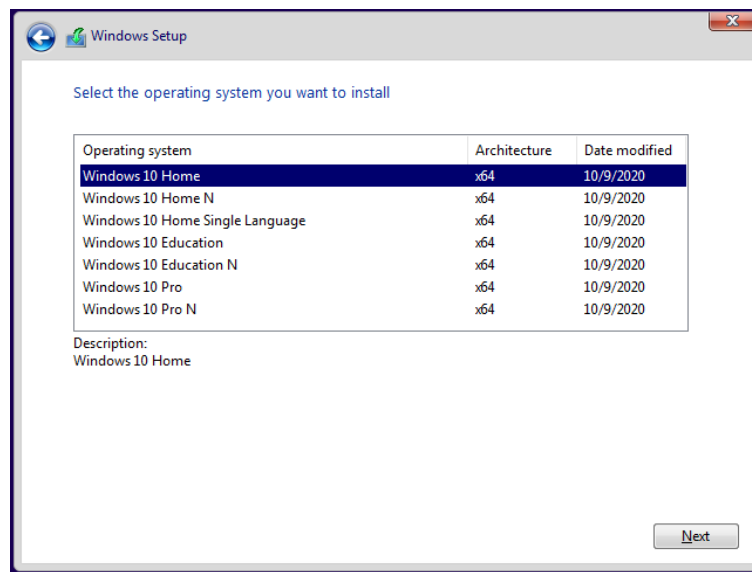 Windows Setup
Select the operating system you want to install
Operating system Architecture Date modified
Windows 10 Home x64 10/9/2020
Windows 10 Home N x64 10/9/2020
Windows 10 Home Single Language x64 10/9/2020
Windows 10 Education x64 10/9/2020
Windows 10 Education N x64 10/9/2020
Windows 10 Pro x64 10/9/2020
Windows 10 Pro N x64 10/9/2020
Description:
Windows 10 Home
Next